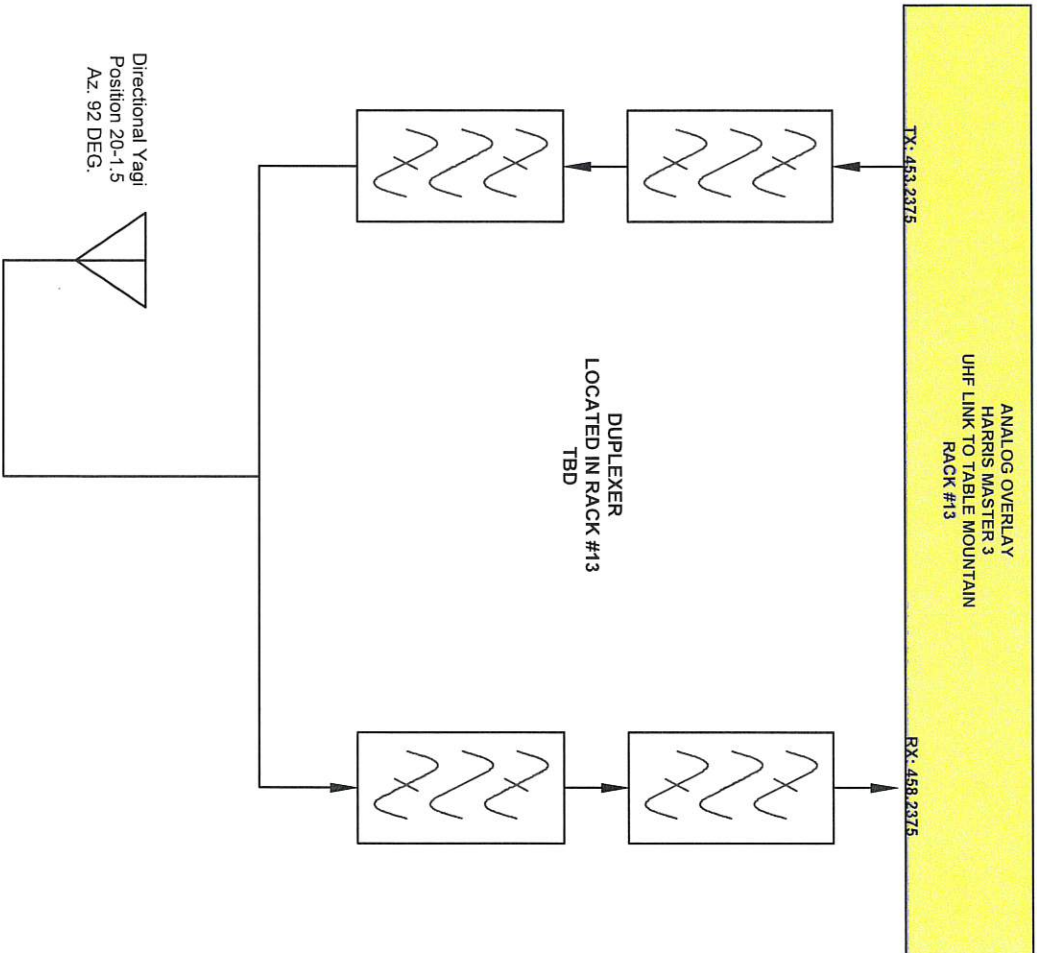 ANALOG OVERLAY
HARRIS MASTER 3
UHF LINK TO TABLE MOUNTAIN
RACK #13
TX: 453.2375
RX: 458.2375
DUPLEXER
LOCATED IN RACK #13
TBD
Directional Yagi
Position 20-1.5
Az. 92 DEG.